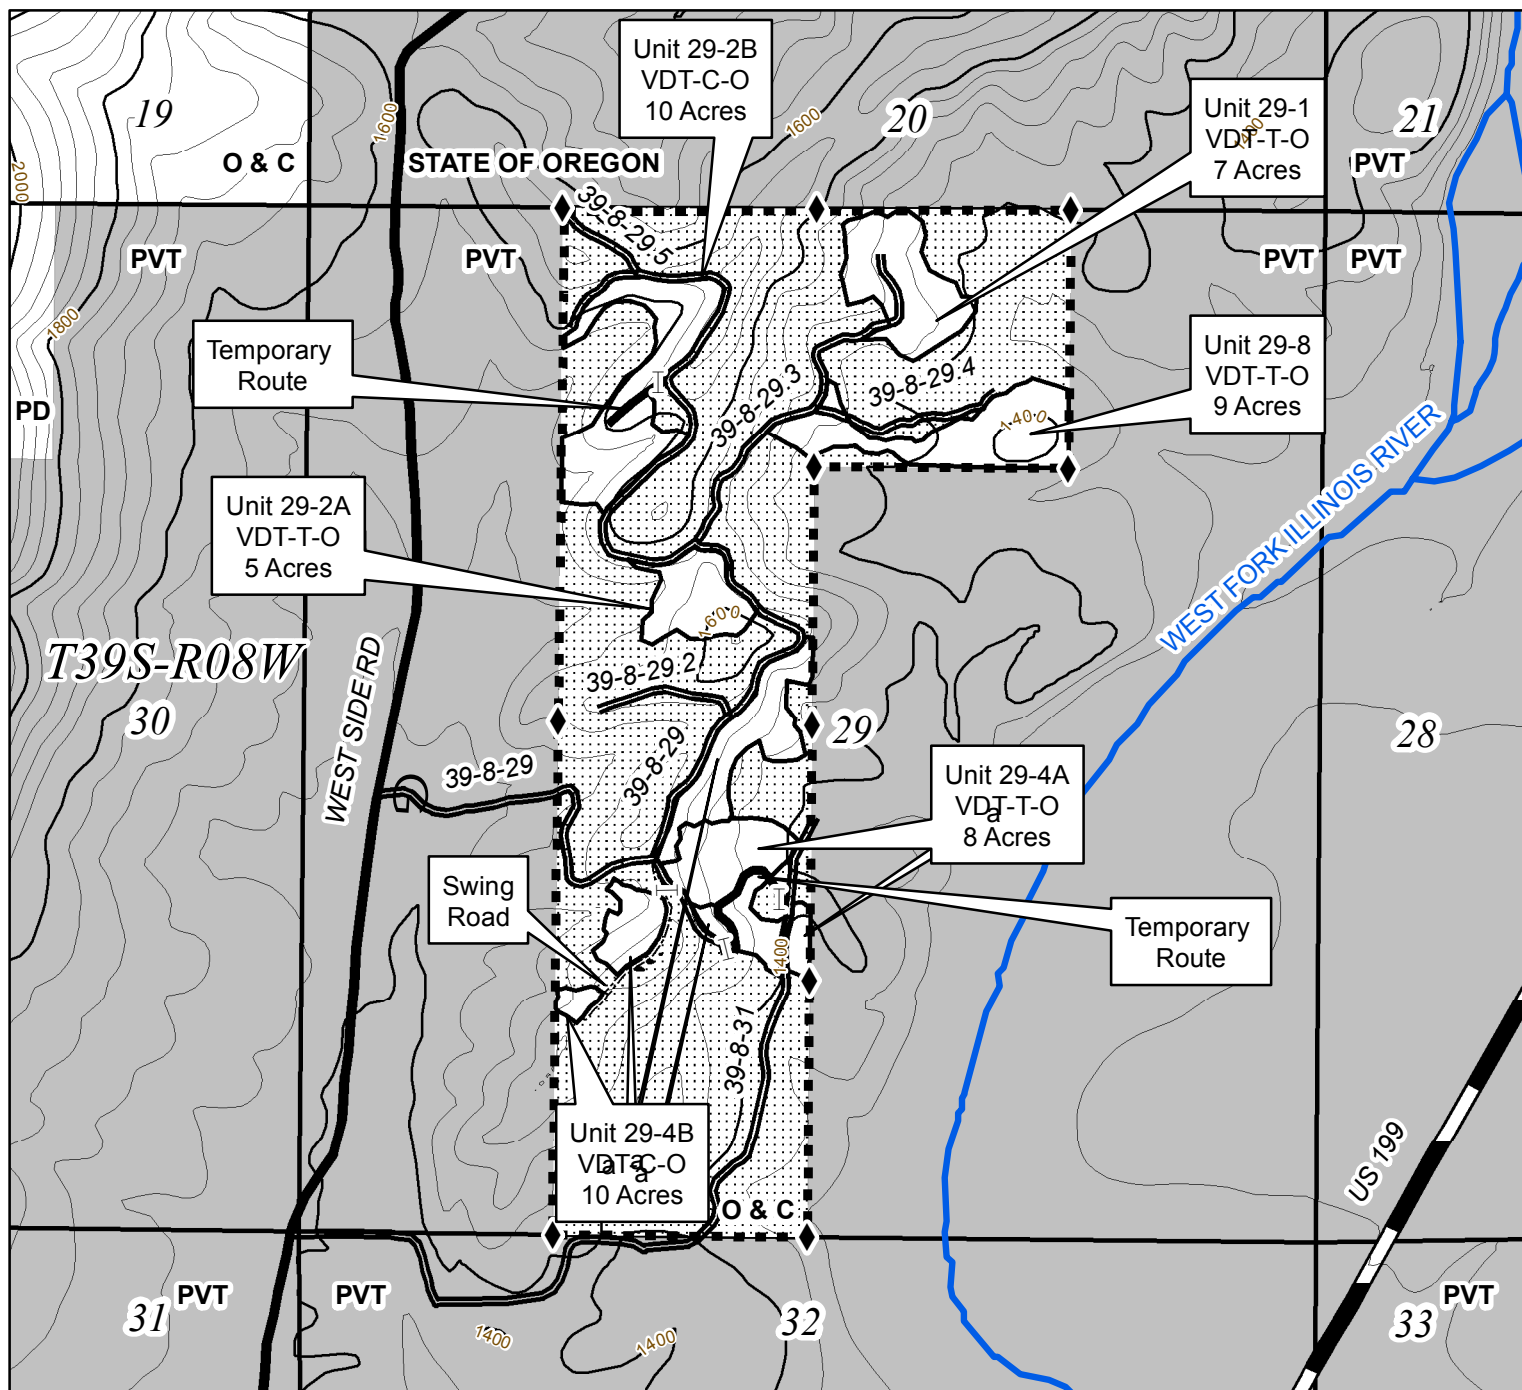 Unit 29-2B
VDT-C-O
10 Acres
19
1600
1600
20
Unit 29-1
VDT-T-O
7 Acres
1400
21
2000
O & C
STATE OF OREGON
PVT
39-8-29.5
PVT
PVT
PVT
PVT
1800
Temporary
Route
Unit 29-8
VDT-T-O
9 Acres
PD
39-8-29.3
39-8-29.4
1400
WEST FORK ILLINOIS RIVER
Unit 29-2A
VDT-T-O
5 Acres
1600
T39S-R08W
30
WEST SIDE RD
39-8-29.2
29
28
39-8-29
39-8-29
Unit 29-4A
VDT-T-O
a
8 Acres
Swing
Road
Temporary
Route
1400
39-8-31
Unit 29-4B
VDT-C-O
a
a
a
10 Acres
US 199
O & C
31
PVT
PVT
1400
1400
32
33
PVT